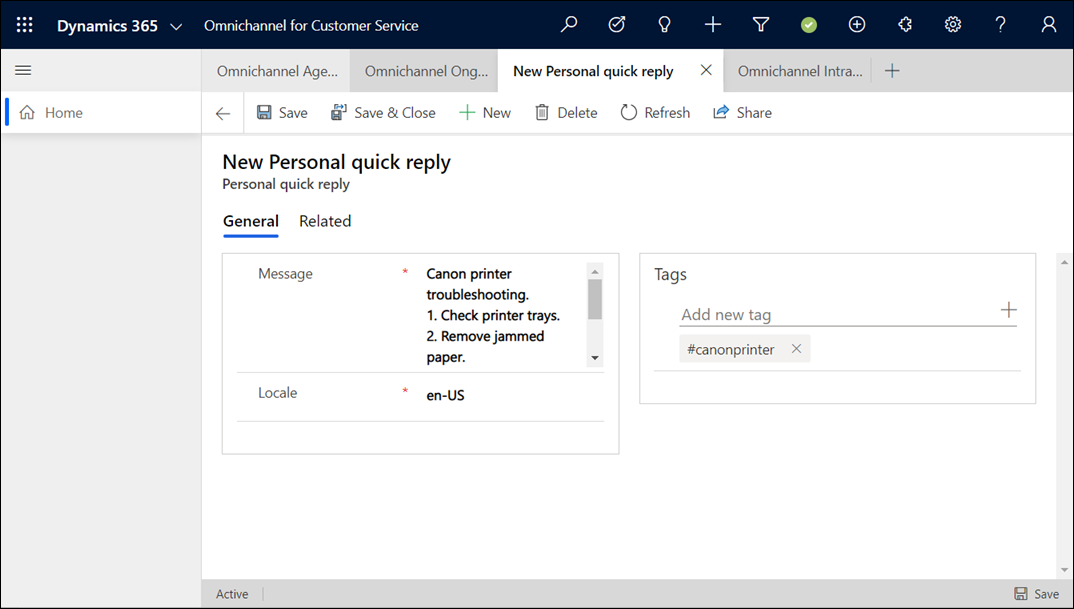 Dynamics 365 Omnichannel for Customer Service
Omnichannel Age... Omnichannel Ong... New Personal quick reply Omnichannel Intra...
Home
Save Save & Close New Delete Refresh Share
New Personal quick reply
Personal quick reply
General Related
Message * Canon printer
troubleshooting.
1. Check printer trays.
2. Remove jammed
paper.
Locale * en-US
Tags
Add new tag
#canonprinter
Active Save